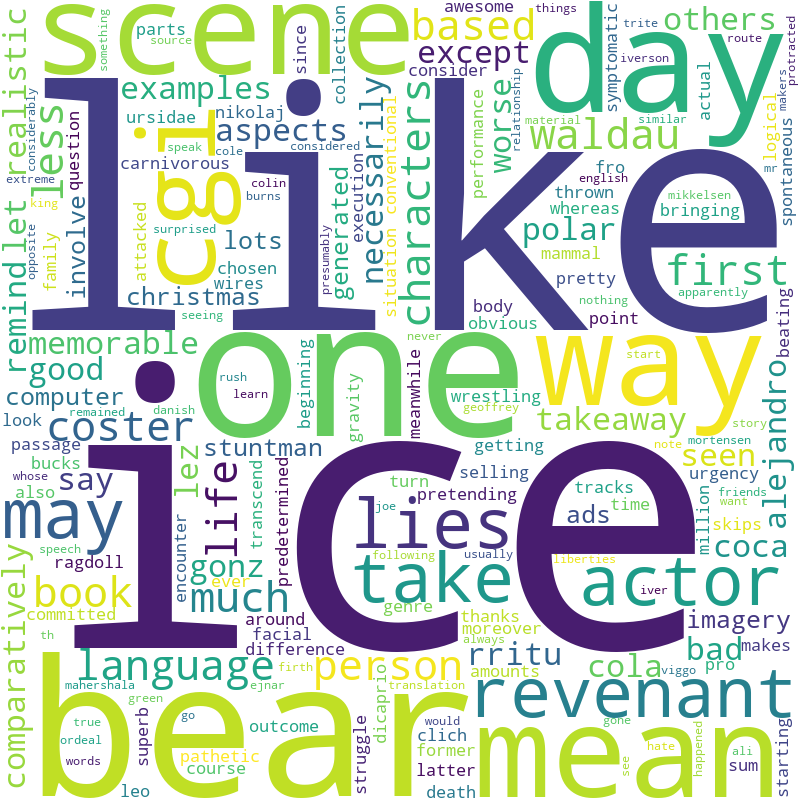 scene
day
based
awesome
things
trite
iverson
route
protracted
others
parts
source
something
since
collection
except
consider
examples
aspects
ursidae
nikolaj
worse
waldau
characters
performance
relationship
material
similar
actual
symptomatic
logical
makers
mr
spontaneous
let realistic
less
considerably
question
speak
cole
considered
carnivorous
conventional
execution
english
fro
whereas
thrown
mikkelsen
bringing
extreme
king
colin
burns
cgi
like
necessarily
polar
mammal
nothing
apparently
beating
opposite
family
involve
attacked
surprised
lots
wires
generated
situation
presumably
chosen
christmas
body
pretty
first
seeing
obvious
point
remind
memorable
good
one
never
way
start
computer
rush
learn
beginning
gravity
meanwhile
wrestling
geoffrey
story
look
remained
danish
coster
takeaway
mortensen
note
alejandro
passage
stuntman
getting
seen
bucks
say
lez
selling
urgency
whose
also
turn
pretending
tracks
want
friends
skips
may
life
transcend
predetermined
joe
lies
ads
time
million
coca
speech
ragdoll
ice
following
usually
liberties
book
gonz
encounter
ever
take
actor
iver
imagery
committed
much
around
genre
thanks
th
facial
moreover
always
makes
comparatively
difference
rritu
bad
language
person
amounts
cola
pro
viggo
mahershala
ejnar
firth
dicaprio
translation
revenant
starting
green
superb
bear
mean
true
go
outcome
struggle
would
clich
gone
hate
ali
ordeal
pathetic
former
happened
words
course
latter
see
sum
leo
death